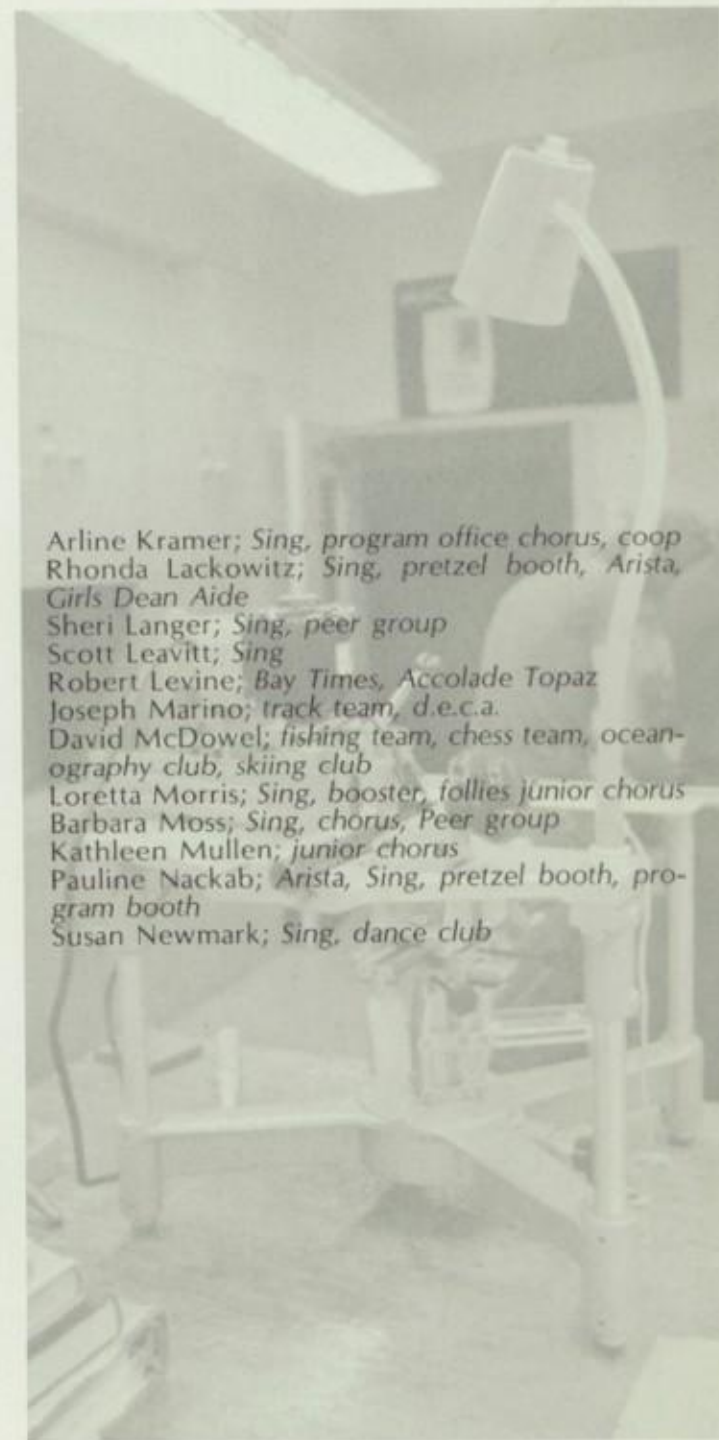 Arline Kramer; Sing, program office chorus, coop
Rhonda Lackowitz; Sing, pretzel booth, Arista,
Girls Dean Aide
Sheri Langer; Sing, peer group
Scott Leavitt; Sing
Robert Levine; Bay Times, Accolade Topaz
Joseph Marino; track team, d.e.c.a.
David McDowel; fishing team, chess team, ocean-
ography club, skiing club
Loretta Morris; Sing, booster, follies junior chorus
Barbara Moss; Sing, chorus, Peer group
Kathleen Mullen; junior chorus
Pauline Nackab; Arista, Sing, pretzel booth, pro-
gram booth
Susan Newmark; Sing, dance club